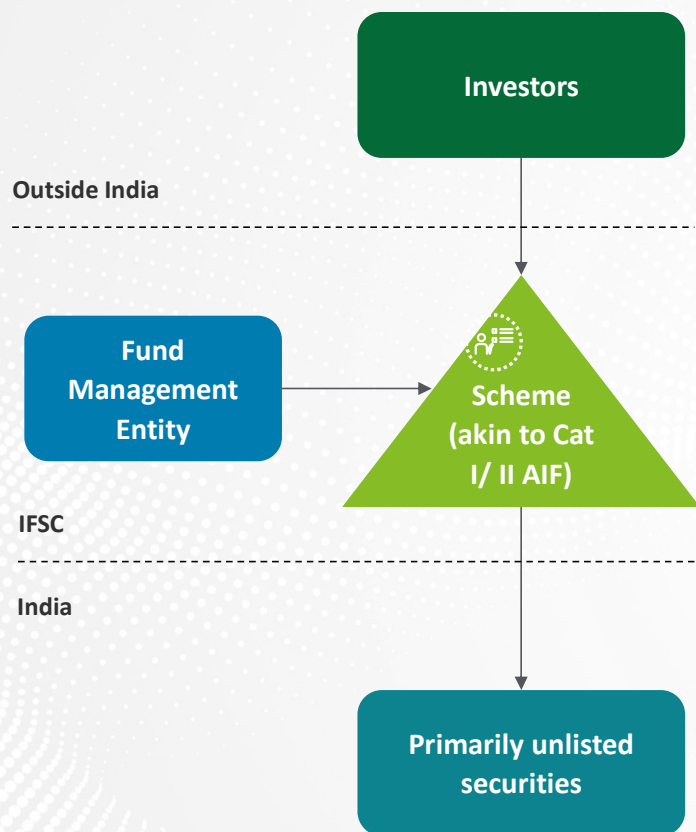 Investors
Outside India
Fund
Management
Entity
Scheme
(akin to Cat
I/ II AIF)
IFSC
India
Primarily unlisted
securities